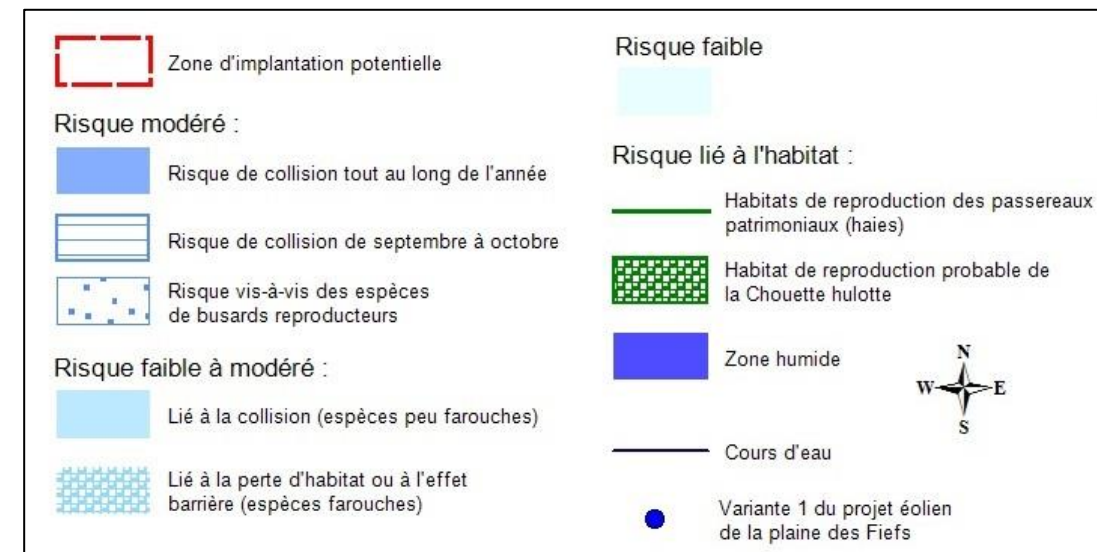 Zone d'implantation potentielle
Risque modéré :
Risque de collision tout au long de l'année
Risque de collision de septembre à octobre
Risque vis-à-vis des espèces
de busards reproducteurs
Risque faible à modéré :
Lié à la collision (espèces peu farouches)
Lié à la perte d'habitat ou à l'effet
barrière (espèces farouches)
Risque faible
Risque lié à l'habitat :
Habitats de reproduction des passereaux
patrimoniaux (haies)
Habitat de reproduction probable de
la Chouette hulotte
Zone humide
N
W E
S
Cours d'eau
Variante 1 du projet éolien
de la plaine des Fiefs